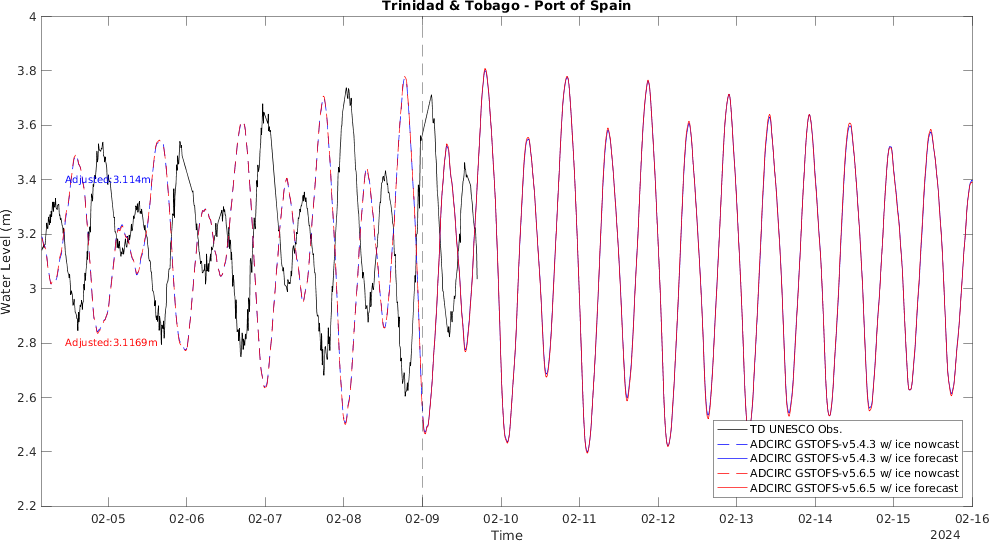 Trinidad & Tobago - Port of Spain
4
3.8
3.6
3.4
3.2
3
2.8
2.6
2.4
2.2
Water Level (m)
Adjusted:3.114m
Adjusted:3.1169m
TD UNESCO Obs.
ADCIRC GSTOFS-v5.4.3 w/ ice nowcast
ADCIRC GSTOFS-v5.4.3 w/ ice forecast
ADCIRC GSTOFS-v5.6.5 w/ ice nowcast
ADCIRC GSTOFS-v5.6.5 w/ ice forecast
02-05 02-06 02-07 02-08 02-09 02-10 02-11 02-12 02-13 02-14 02-15 02-16
Time
2024